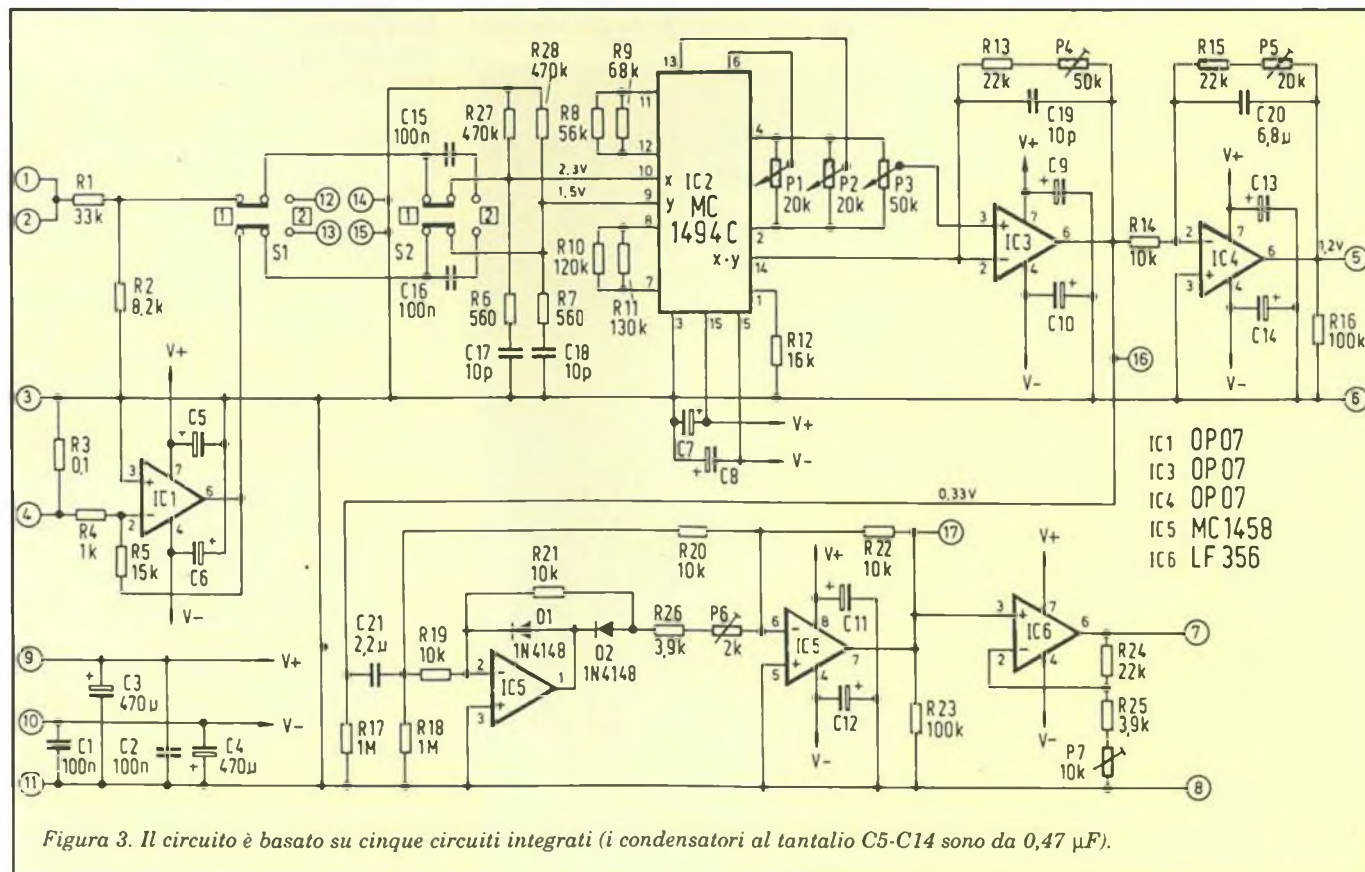 R28
470k
R9
68k
13
6
R13
22k
P4
50k
R15
22k
P5
20k
C15
100n
R27
470k
R8
56k
11
12
4
C19
10p
C20
6,8µ
1
2
R1
33k
1
S1
2
12
13
14
15
1
S2
2
2,3V
1,5V
10
x
9
y
8
7
IC2
MC
1494C
x·y
P1
20k
P2
20k
P3
50k
2
14
1
V+
C9
+
3
+
7
IC3
2
-
4
6
R14
10k
V+
C13
+
2
-
7
IC4
3
+
4
6
1,2V
5
R2
8,2k
C16
100n
R6
560
R7
560
R10
120k
R11
130k
3
15
5
R12
16k
C10
+
V-
16
C14
+
V-
R16
100k
C17
10p
C18
10p
V+
C5
+
3
6
R3
0,1
3
+
7
IC1
2
-
4
6
C7
+
C8
+
V+
V-
4
R4
1k
R5
15k
C6
+
V-
IC1 OP07
IC3 OP07
IC4 OP07
IC5 MC1458
IC6 LF 356
0,33V
R20
10k
R22
10k
17
R21
10k
D1
1N4148
D2
1N4148
R26
3,9k
P6
2k
V+
C11
+
6
-
8
IC5
5
+
4
7
C12
+
V-
V+
3
+
7
IC6
2
-
4
6
V-
7
R24
22k
R25
3,9k
P7
10k
C21
2,2µ
R19
10k
2
-
IC5
3
+
1
R17
1M
R18
1M
R23
100k
9
V+
C3
470µ
+
10
V-
C1
100n
C2
100n
C4
470µ
+
11
8
Figura 3. Il circuito è basato su cinque circuiti integrati (i condensatori al tantalio C5-C14 sono da 0,47 µF).